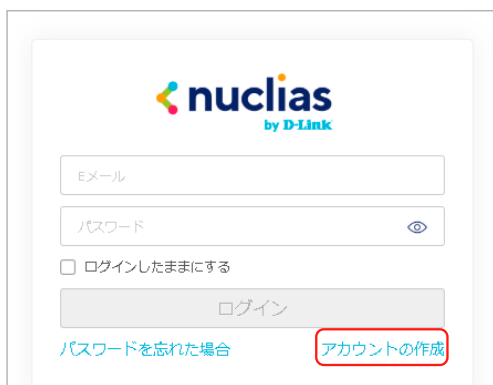 nuclias
by D-Link
Eメール
パスワード
ログインしたままにする
ログイン
パスワードを忘れた場合 アカウントの作成